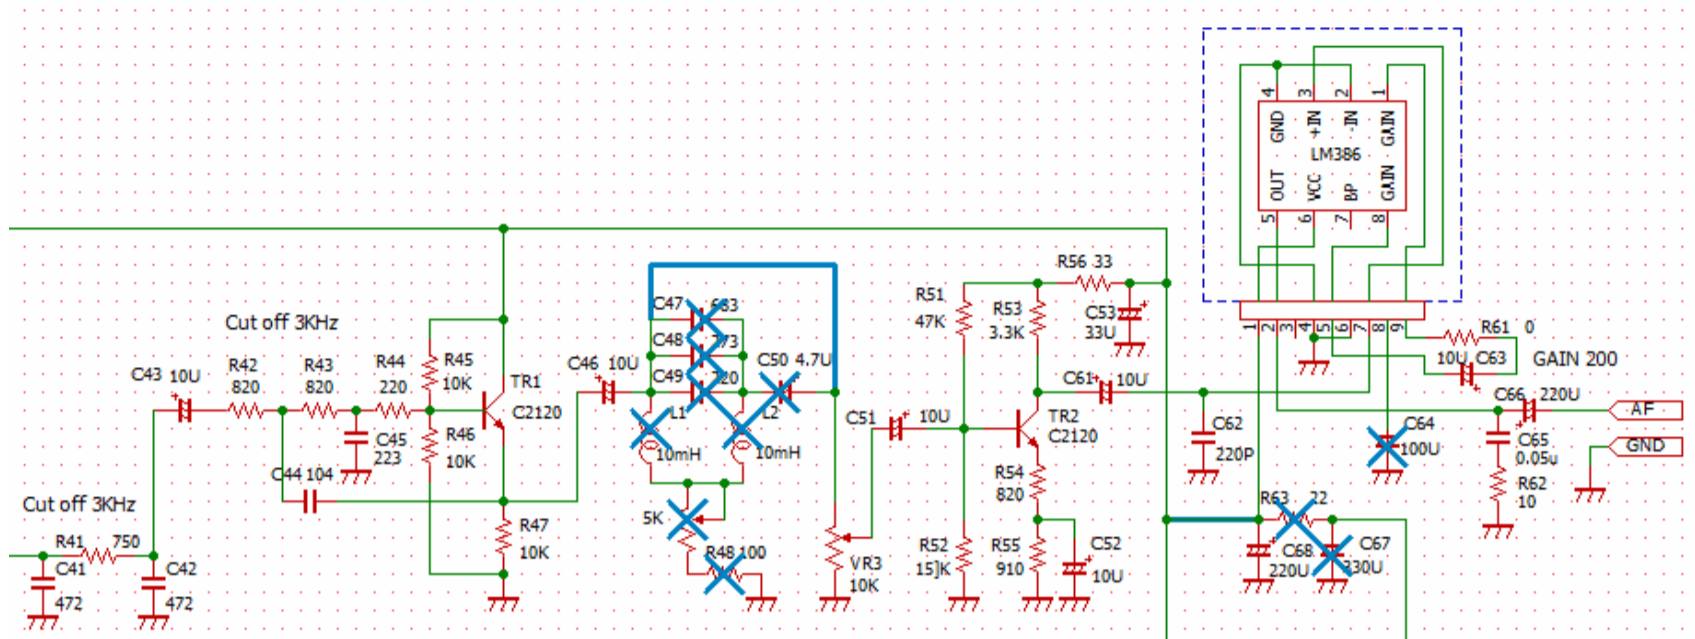 4
3
2
1
GND
+IN
-IN
GAIN
LM386
OUT
VCC
BP
GAIN
5
6
7
8
R56 33
R51
47K
R53
3.3K
C53
33U
1
2
3
4
5
6
7
8
9
R61 0
10U C63
GAIN 200
Cut off 3KHz
C43 10U
R42
820
R43
820
R44
220
R45
10K
TR1
C2120
R46
10K
C45
223
C44 104
C46 10U
C47
C48
C49
C50 4.7U
L1
L2
10mH
10mH
5K
R48 100
VR3
10K
C51
10U
TR2
C2120
C61 10U
C62
220P
C64
100U
C66 220U
AF
GND
C65
0.05u
R62
10
R63 22
C68
220U
C67
330U
R54
820
R52
15]K
R55
910
C52
10U
Cut off 3KHz
R41 750
C41
472
C42
472
R47
10K